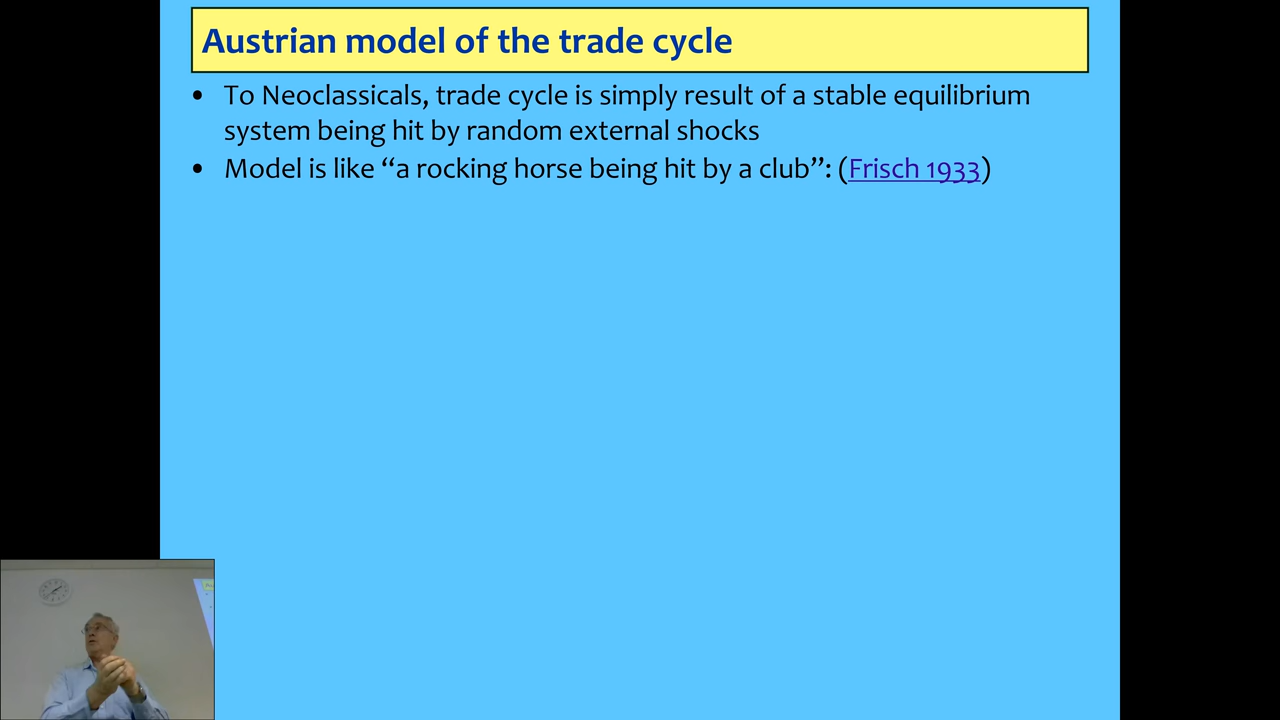 Austrian model of the trade cycle
• To Neoclassicals, trade cycle is simply result of a stable equilibrium
system being hit by random external shocks
• Model is like “a rocking horse being hit by a club”: (Frisch 1933)